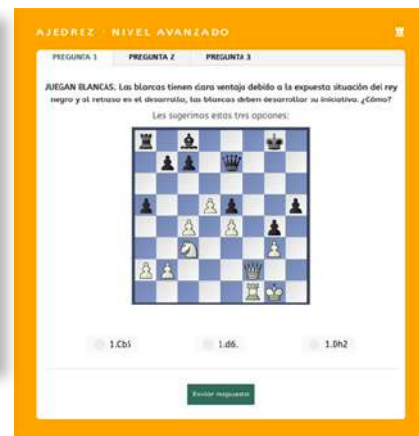 AJEDREZ · NIVEL AVANZADO
PREGUNTA 1 PREGUNTA 2 PREGUNTA 3
JUEGAN BLANCAS. Las blancas tienen clara ventaja debido a la expuesta situación del rey
negro y al retraso en el desarrollo, las blancas deben desarrollar su iniciativa. ¿Cómo?
Les sugerimos estas tres opciones:
1.Cb5 1.d6. 1.Dh2
Enviar respuesta